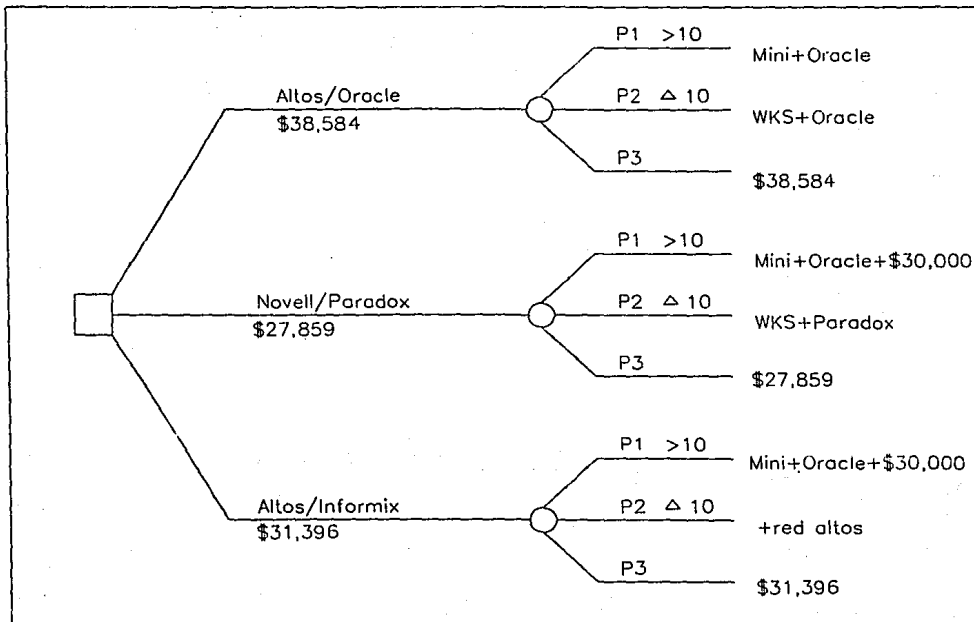 P1 >10
Mini+Oracle
Altos/Oracle
$38,584
P2 △ 10
WKS+Oracle
P3
$38,584
P1 >10
Mini+Oracle+$30,000
Novell/Paradox
$27,859
P2 △ 10
WKS+Paradox
P3
$27,859
P1 >10
Mini+Oracle+$30,000
Altos/Informix
$31,396
P2 △ 10
+red altos
P3
$31,396